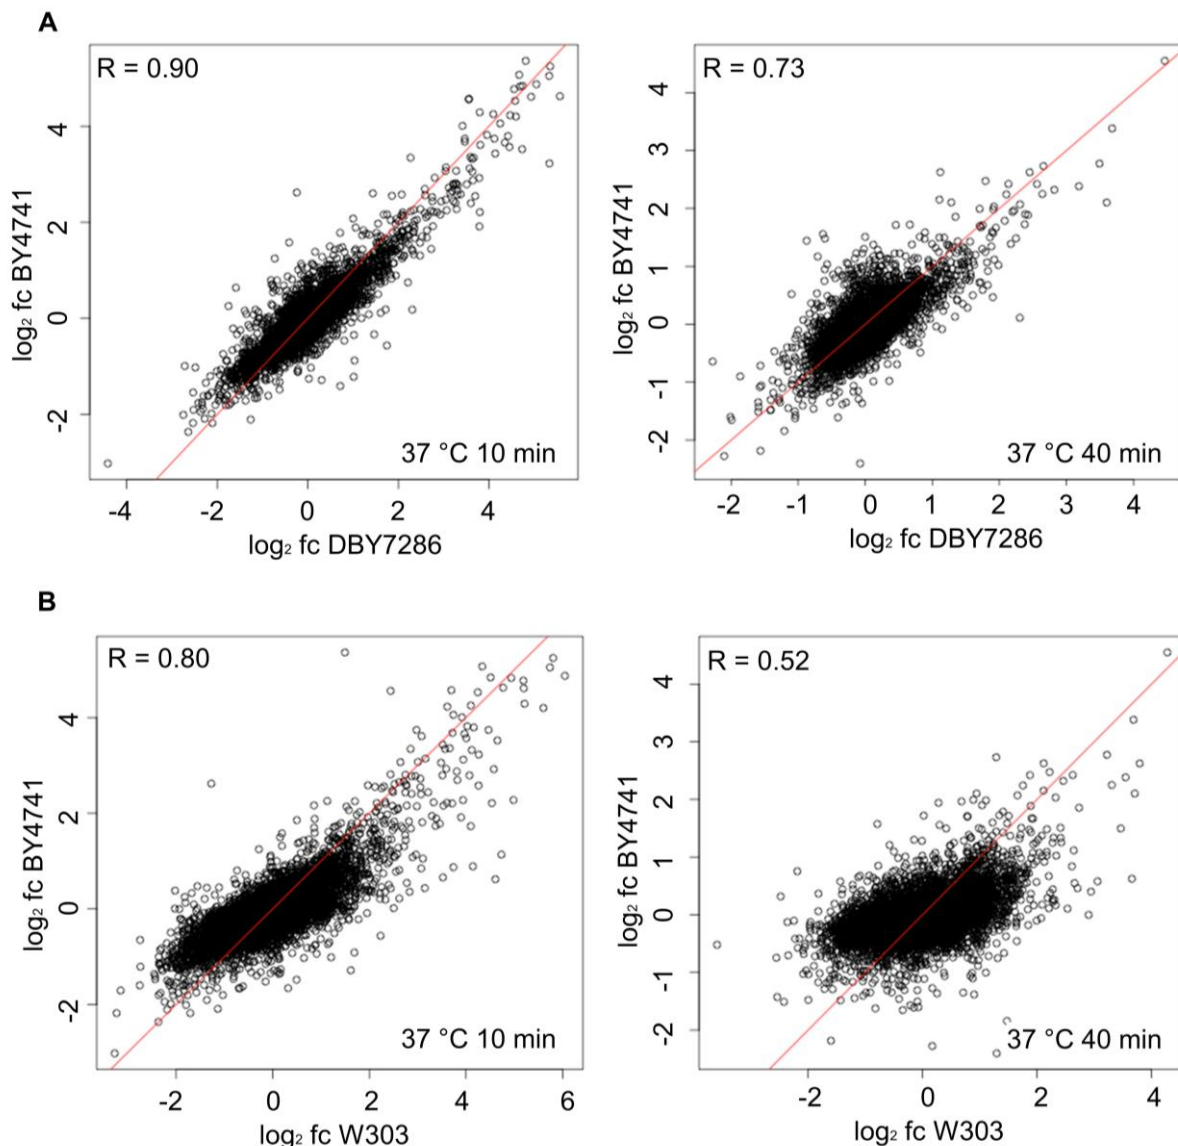 A
R = 0.90
4
2
0
-2
log₂ fc BY4741
37 °C 10 min
-4 -2 0 2 4
log₂ fc DBY7286
R = 0.73
4
3
2
1
0
-1
-2
log₂ fc BY4741
37 °C 40 min
-2 -1 0 1 2 3 4
log₂ fc DBY7286
B
R = 0.80
4
2
0
-2
log₂ fc BY4741
37 °C 10 min
-2 0 2 4 6
log₂ fc W303
R = 0.52
4
3
2
1
0
-1
-2
log₂ fc BY4741
37 °C 40 min
-2 0 2 4
log₂ fc W303